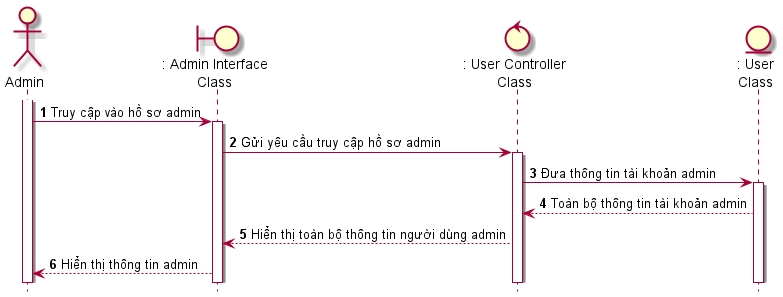 Admin
: Admin Interface
Class
: User Controller
Class
: User
Class
1 Truy cập vào hồ sơ admin
2 Gửi yêu cầu truy cập hồ sơ admin
3 Đưa thông tin tài khoản admin
4 Toàn bộ thông tin tài khoản admin
5 Hiển thị toàn bộ thông tin người dùng admin
6 Hiển thị thông tin admin